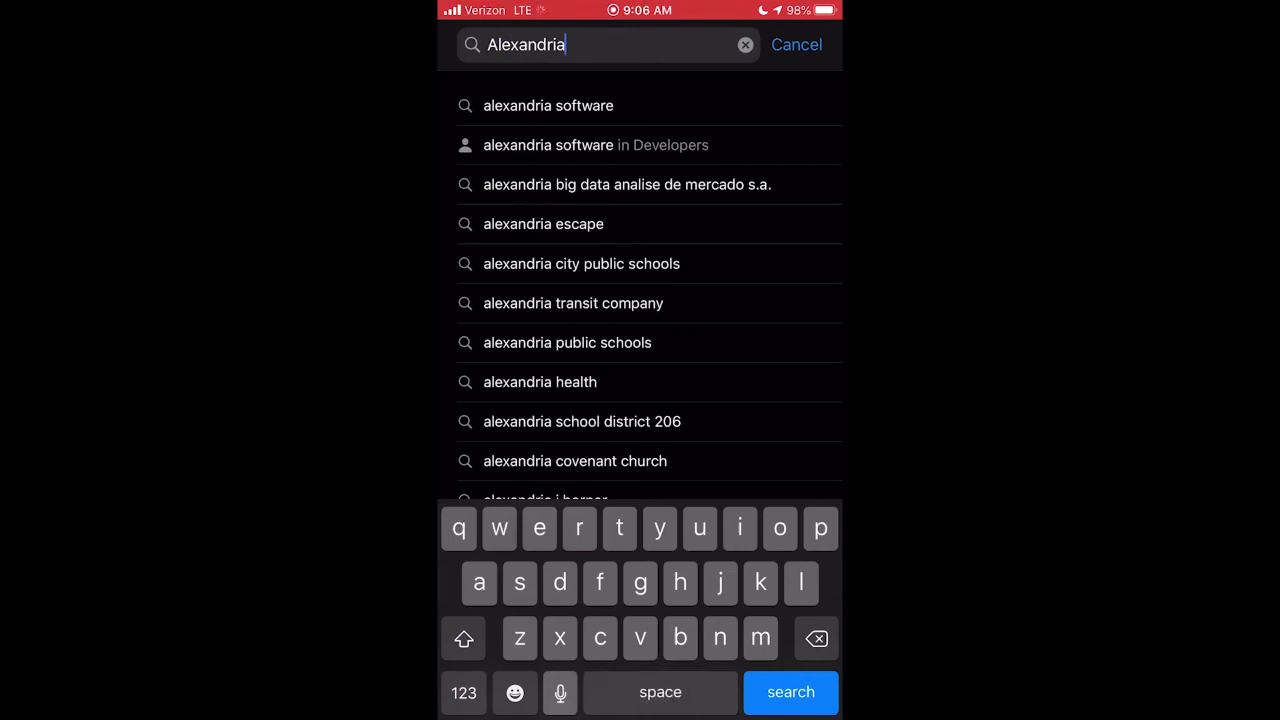 Verizon LTE 9:06 AM 98%
Alexandria Cancel
alexandria software
alexandria software in Developers
alexandria big data analise de mercado s.a.
alexandria escape
alexandria city public schools
alexandria transit company
alexandria public schools
alexandria health
alexandria school district 206
alexandria covenant church
q w e r t y u i o p
a s d f g h j k l
z x c v b n m
123 space search